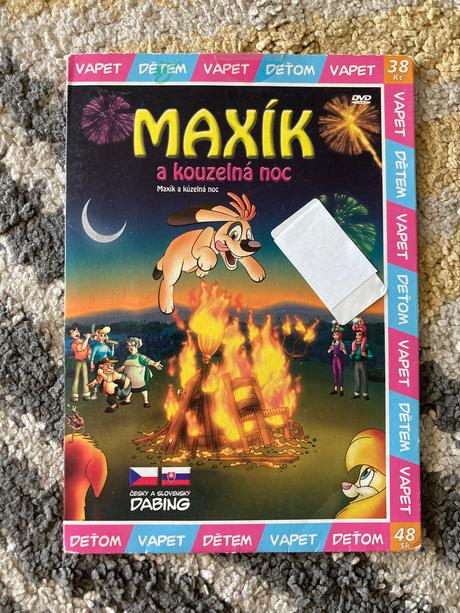 VAPET DĚTEM VAPET DEŤOM VAPET
38
Kč
DVD
MAXÍK
a kouzelná noc
Maxík a kúzelná noc
VAPET DĚTEM VAPET DEŤOM VAPET DĚTEM VAPET
ČESKÝ A SLOVENSKÝ
DABING
DEŤOM VAPET DĚTEM VAPET DEŤOM
48
Sk